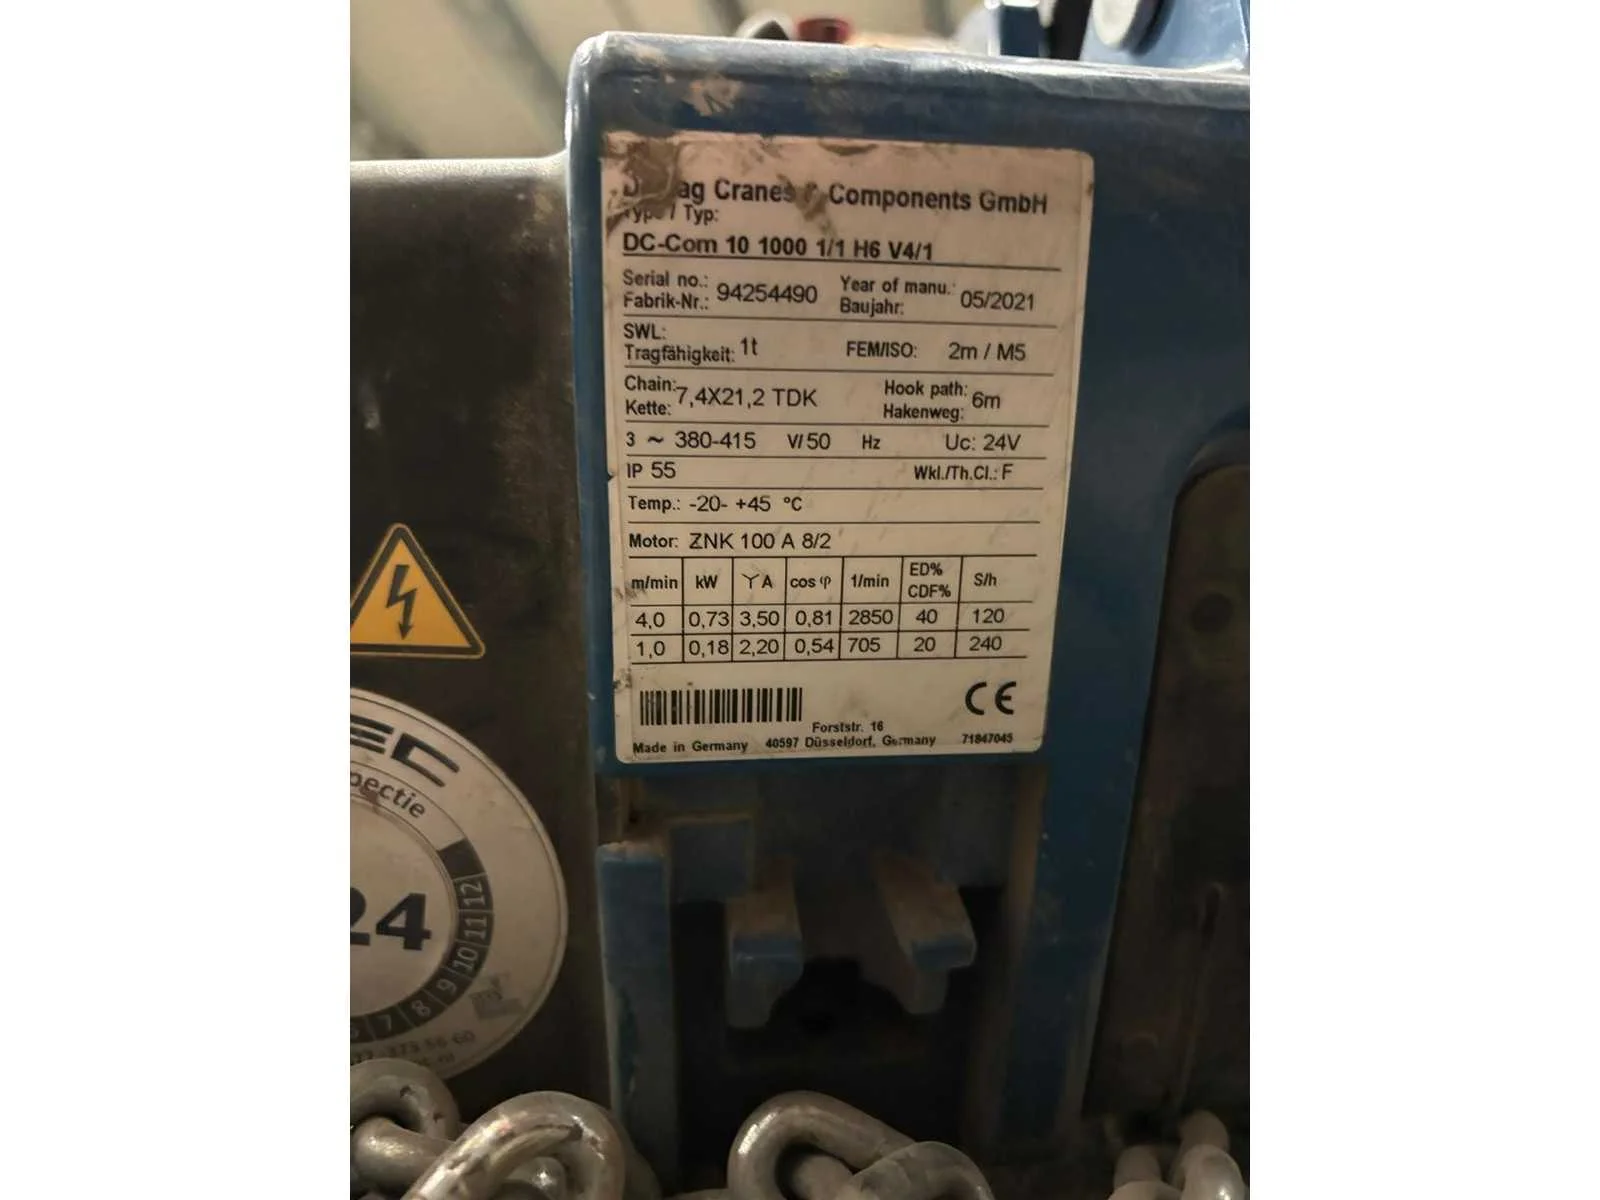 Cranes & Components GmbH
Type / Typ:
DC-Com 10 1000 1/1 H6 V4/1
Serial no.: Fabrik-Nr.: 94254490 Year of manu.: Baujahr: 05/2021
SWL: Tragfähigkeit: 1t FEM/ISO: 2m / M5
Chain: Kette: 7,4X21,2 TDK Hook path: Hakenweg: 6m
3 ~ 380-415 V/ 50 Hz Uc: 24V
IP 55 Wkl./Th.Cl.: F
Temp.: -20- +45 °C
Motor: ZNK 100 A 8/2
m/min kW Y A cos φ 1/min ED% CDF% S/h
4,0 0,73 3,50 0,81 2850 40 120
1,0 0,18 2,20 0,54 705 20 240
CE
Forststr. 16
Made in Germany 40597 Düsseldorf, Germany 71847045
24
7 8 9 10 11 12